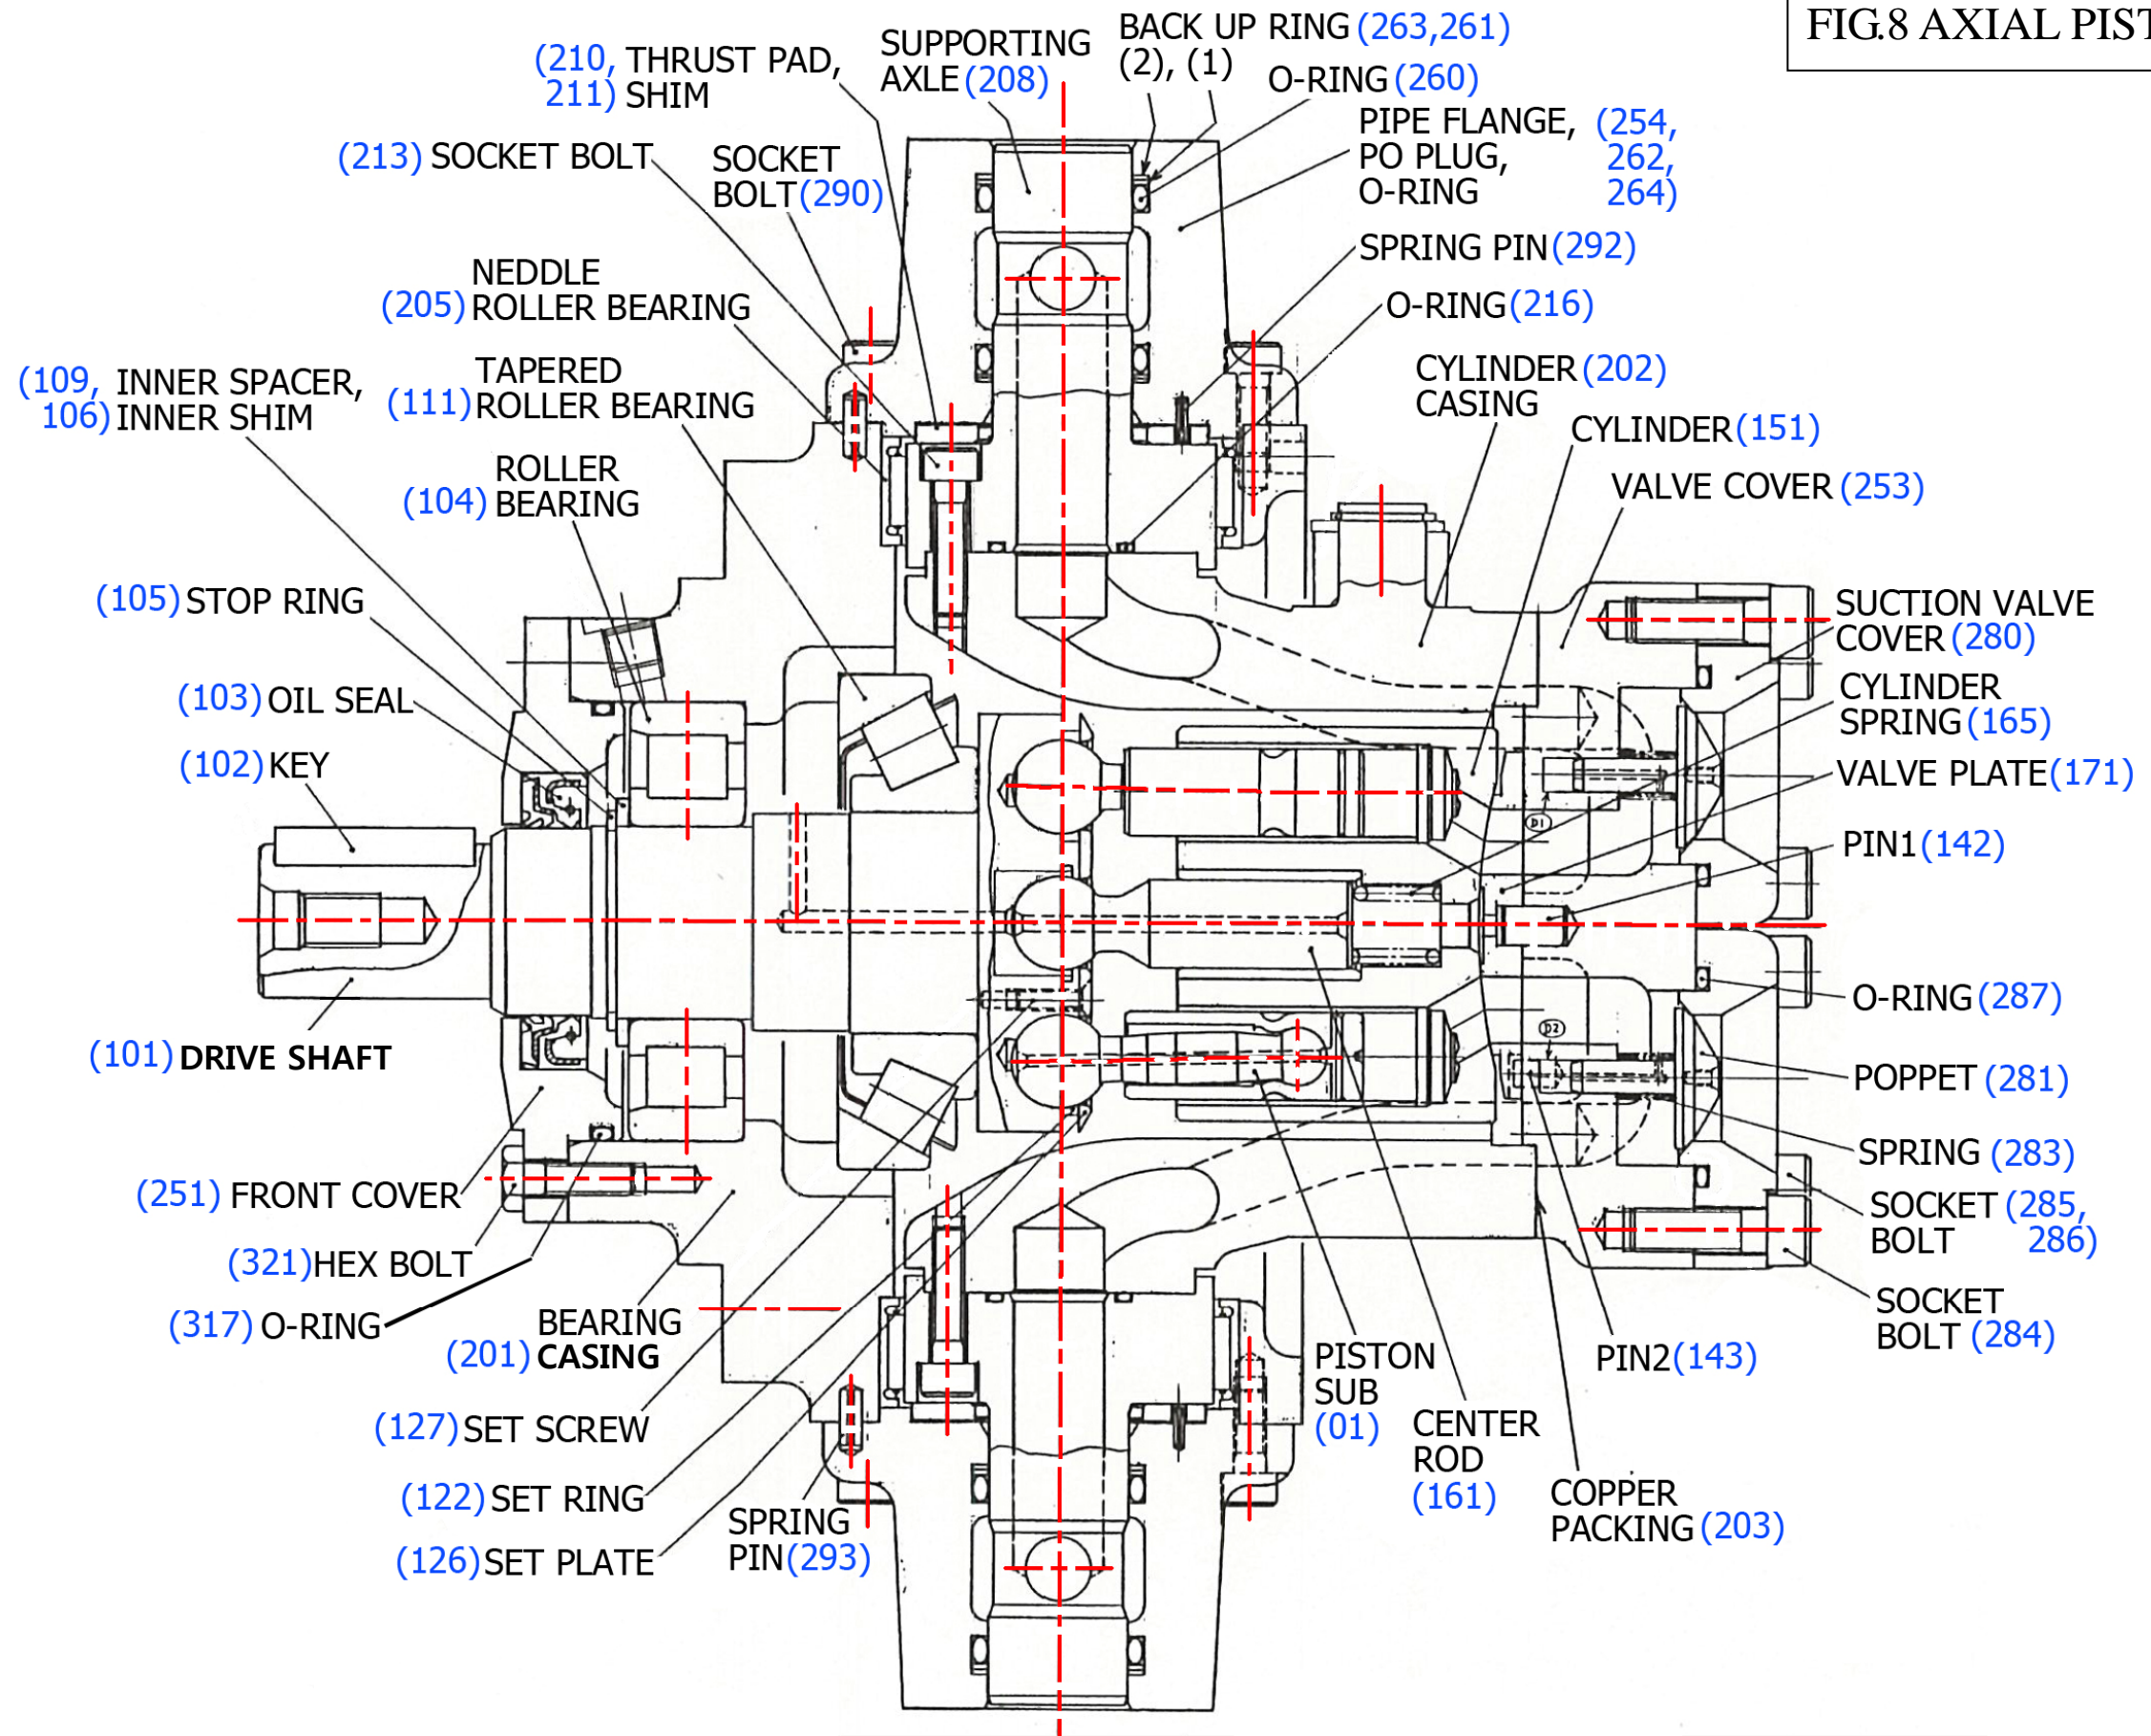 FIG.8 AXIAL PIST
BACK UP RING (263,261)
(2), (1)
SUPPORTING
AXLE (208)
(210, THRUST PAD,
211) SHIM
O-RING (260)
PIPE FLANGE, (254,
PO PLUG, 262,
O-RING 264)
(213) SOCKET BOLT
SOCKET
BOLT (290)
SPRING PIN (292)
NEDDLE
(205) ROLLER BEARING
O-RING (216)
(109, INNER SPACER,
106) INNER SHIM
TAPERED
(111) ROLLER BEARING
CYLINDER (202)
CASING
CYLINDER (151)
ROLLER
(104) BEARING
VALVE COVER (253)
(105) STOP RING
SUCTION VALVE
COVER (280)
(103) OIL SEAL
CYLINDER
SPRING (165)
(102) KEY
VALVE PLATE (171)
D1
PIN1 (142)
O-RING (287)
D2
(101) DRIVE SHAFT
POPPET (281)
SPRING (283)
(251) FRONT COVER
SOCKET (285,
BOLT 286)
(321) HEX BOLT
(317) O-RING
SOCKET
BOLT (284)
BEARING
(201) CASING
PISTON
SUB
(01)
PIN2 (143)
(127) SET SCREW
CENTER
ROD
(161)
(122) SET RING
COPPER
PACKING (203)
SPRING
PIN (293)
(126) SET PLATE